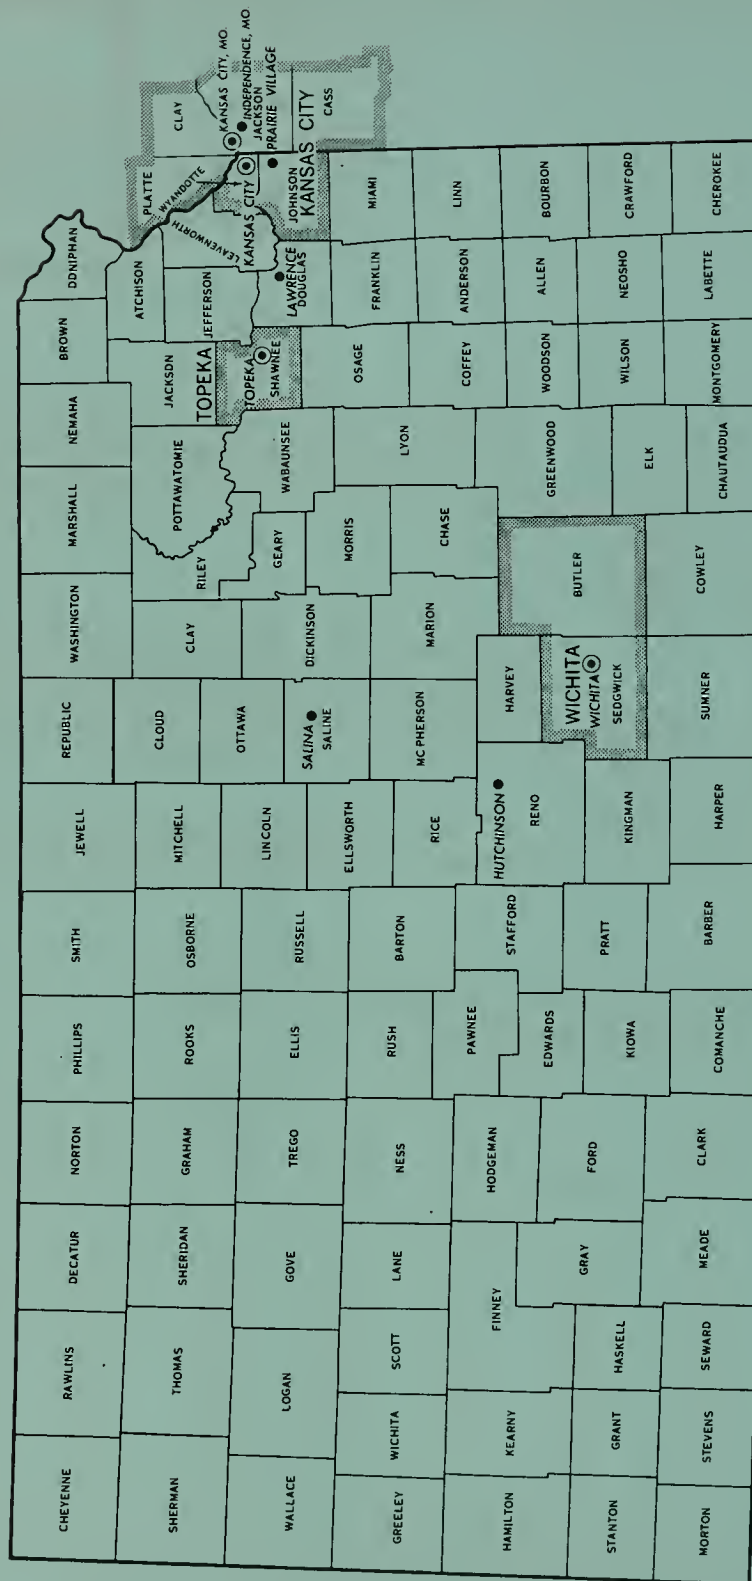 CHEYENNE
RAWLINS
DECATUR
NORTON
PHILLIPS
SMITH
JEWELL
REPUBLIC
WASHINGTON
MARSHALL
NEMAHA
BROWN
DONIPHAN
SHERMAN
THOMAS
SHERIDAN
GRAHAM
ROOKS
OSBORNE
MITCHELL
CLOUD
CLAY
RILEY
POTTAWATOMIE
JACKSON
ATCHISON
PLATTE
CLAY
WALLACE
LOGAN
GOVE
TREGO
ELLIS
RUSSELL
LINCOLN
OTTAWA
DICKINSON
GEARY
WABAUNSEE
TOPEKA
TOPEKA
SHAWNEE
JEFFERSON
LEAVENWORTH
WYANDOTTE
KANSAS CITY
KANSAS CITY, MO.
INDEPENDENCE, MO.
JACKSON
PRAIRIE VILLAGE
GREELEY
WICHITA
SCOTT
LANE
NESS
RUSH
BARTON
ELLSWORTH
RICE
SALINA
SALINE
MC PHERSON
MARION
MORRIS
CHASE
LYON
OSAGE
LAWRENCE
DOUGLAS
JOHNSON
KANSAS CITY
CASS
HAMILTON
KEARNY
FINNEY
HODGEMAN
PAWNEE
STAFFORD
HUTCHINSON
RENO
HARVEY
BUTLER
GREENWOOD
COFFEY
FRANKLIN
MIAMI
ANDERSON
LINN
STANTON
GRANT
HASKELL
GRAY
FORD
EDWARDS
KIOWA
PRATT
KINGMAN
WICHITA
WICHITA
SEDGWICK
ELK
WOODSON
WILSON
ALLEN
NEOSHO
BOURBON
CRAWFORD
MORTON
STEVENS
SEWARD
MEADE
CLARK
COMANCHE
BARBER
HARPER
SUMNER
COWLEY
CHAUTAUDUA
MONTGOMERY
LABETTE
CHEROKEE